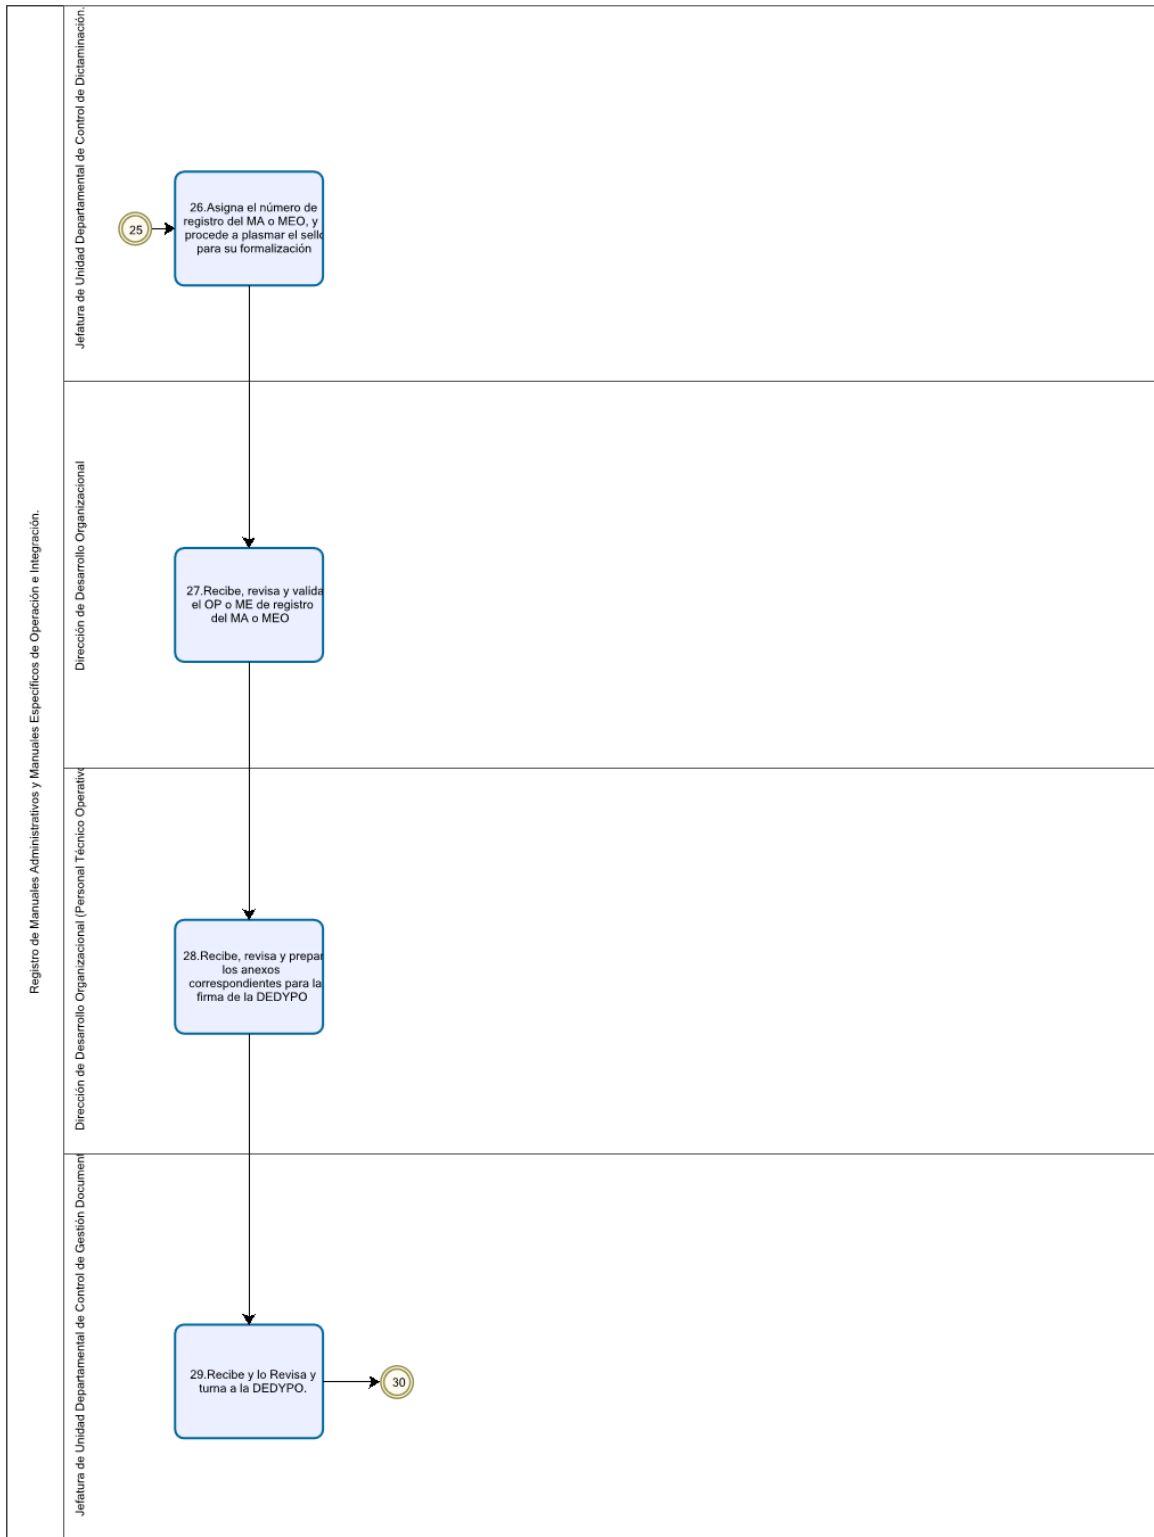 Registro de Manuales Administrativos y Manuales Específicos de Operación e Integración.
Jefatura de Unidad Departamental de Control de Dictaminación.
25
26.Asigna el número de
registro del MA o MEO, y
procede a plasmar el sello
para su formalización
Dirección de Desarrollo Organizacional
27.Recibe, revisa y valida
el OP o ME de registro
del MA o MEO
Dirección de Desarrollo Organizacional (Personal Técnico Operativo
28.Recibe, revisa y prepar
los anexos
correspondientes para la
firma de la DEDYPO
Jefatura de Unidad Departamental de Control de Gestión Document
29.Recibe y lo Revisa y
turna a la DEDYPO.
30